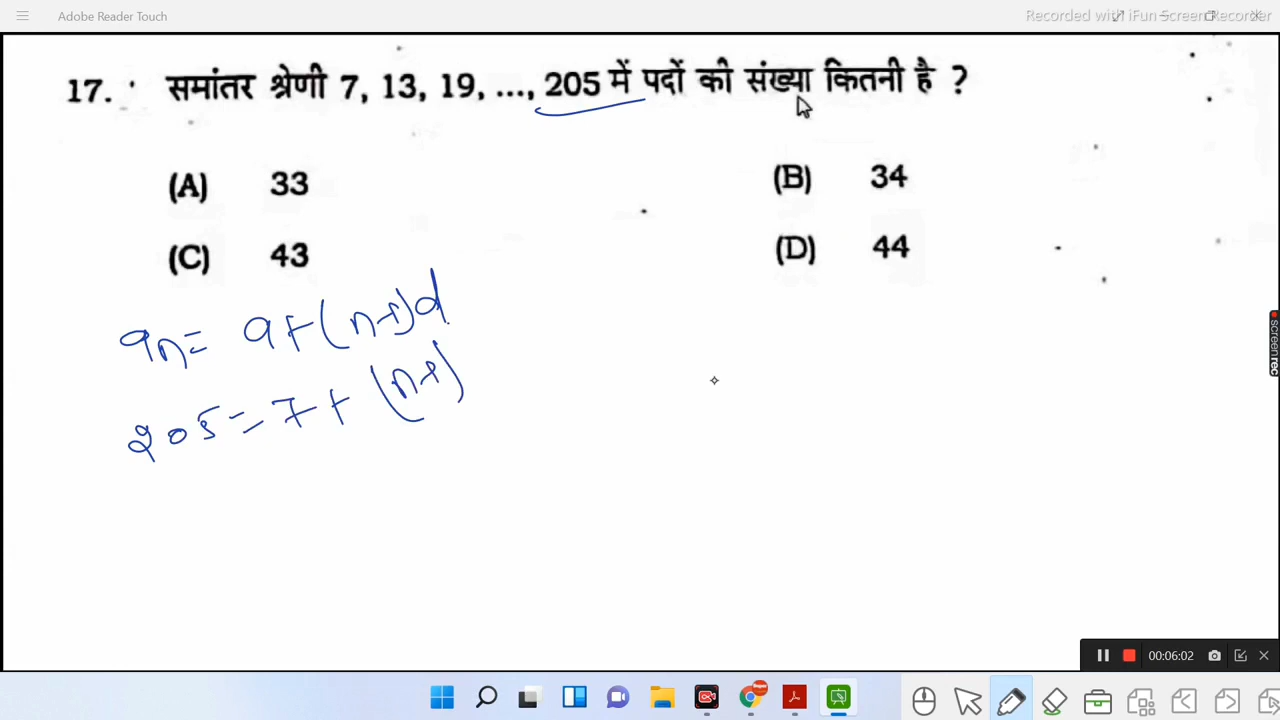 Adobe Reader Touch
Recorded with iFun Screen Recorder
17. समांतर श्रेणी 7, 13, 19, ..., 205 में पदों की संख्या कितनी है ?
(A) 33 (B) 34
(C) 43 (D) 44
an = a+(n-1)d
205 = 7+(n-1)
screenrec
00:06:02